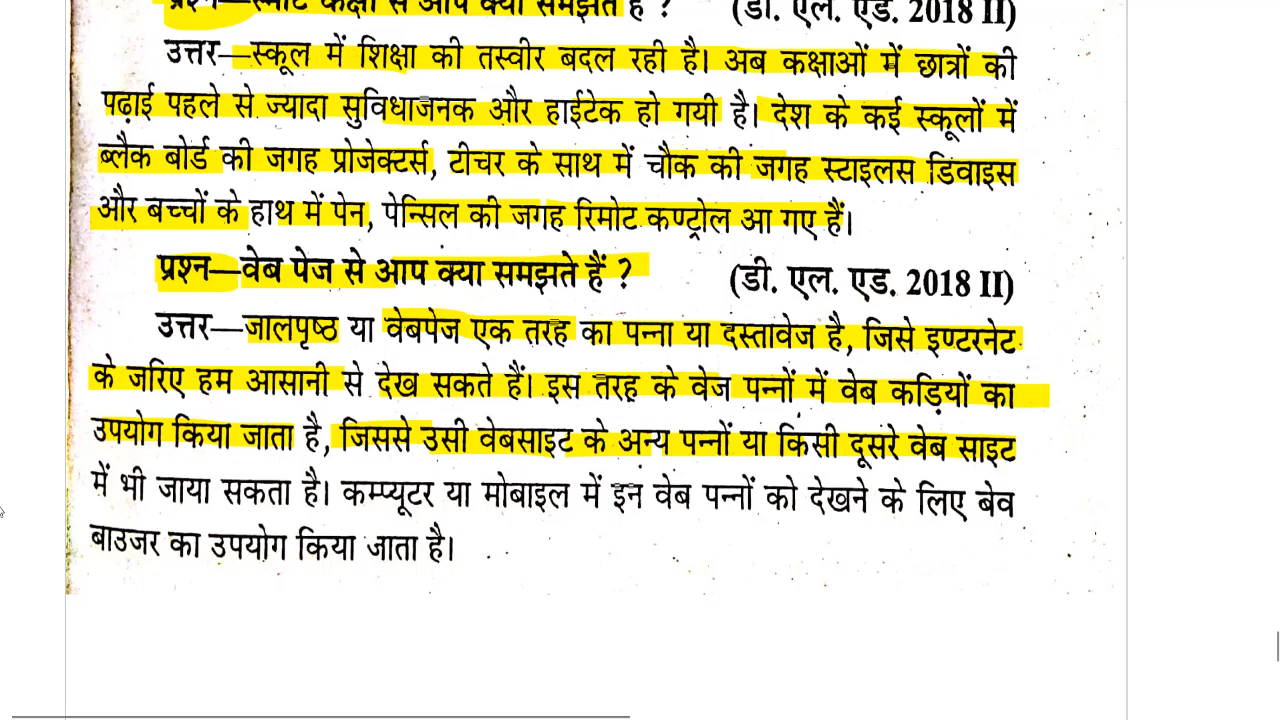 प्रश्न—स्मार्ट कक्षा से आप क्या समझते हैं ? (डी. एल. एड. 2018 II)
उत्तर—स्कूल में शिक्षा की तस्वीर बदल रही है। अब कक्षाओं में छात्रों की
पढ़ाई पहले से ज्यादा सुविधाजनक और हाईटेक हो गयी है। देश के कई स्कूलों में
ब्लैक बोर्ड की जगह प्रोजेक्टर्स, टीचर के साथ में चौक की जगह स्टाइलस डिवाइस
और बच्चों के हाथ में पेन, पेन्सिल की जगह रिमोट कण्ट्रोल आ गए हैं।
प्रश्न—वेब पेज से आप क्या समझते हैं ? (डी. एल. एड. 2018 II)
उत्तर—जालपृष्ठ या वेबपेज एक तरह का पन्ना या दस्तावेज है, जिसे इण्टरनेट
के जरिए हम आसानी से देख सकते हैं। इस तरह के वेज पन्नों में वेब कड़ियों का
उपयोग किया जाता है, जिससे उसी वेबसाइट के अन्य पन्नों या किसी दूसरे वेब साइट
में भी जाया सकता है। कम्प्यूटर या मोबाइल में इन वेब पन्नों को देखने के लिए बेव
बाउजर का उपयोग किया जाता है।